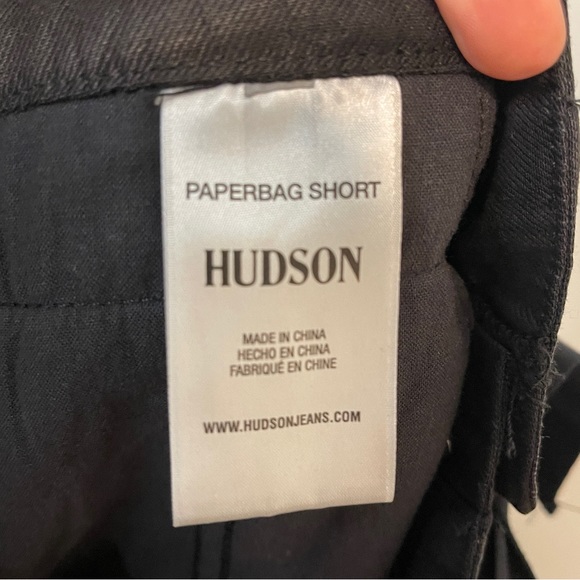 PAPERBAG SHORT
HUDSON
MADE IN CHINA
HECHO EN CHINA
FABRIQUÉ EN CHINE
WWW.HUDSONJEANS.COM